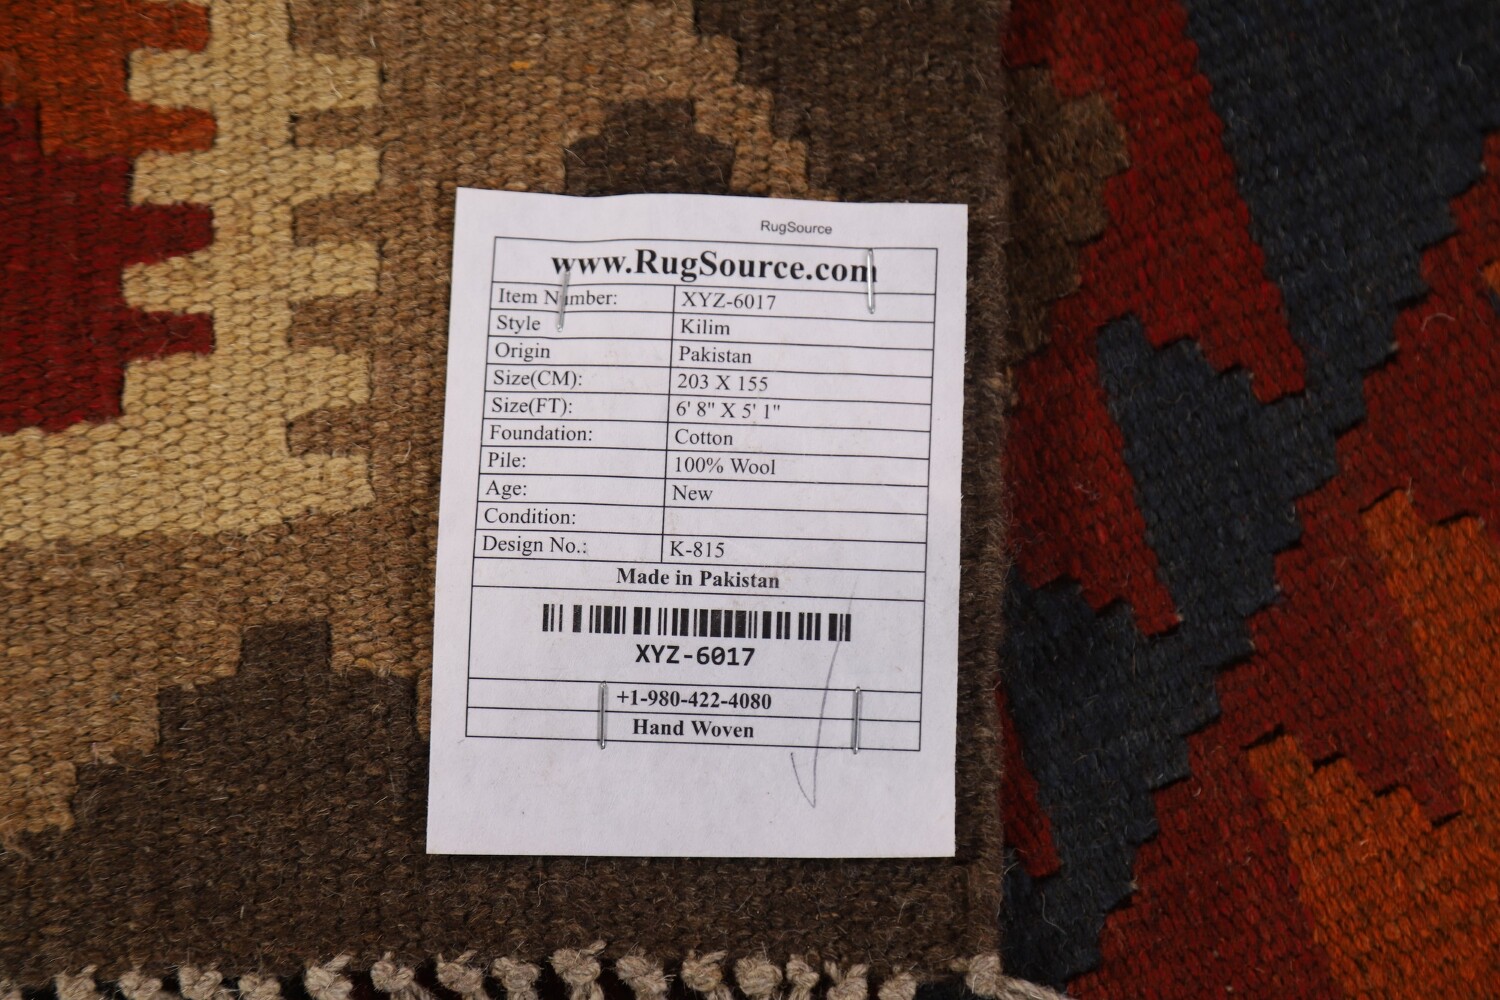 RugSource
www.RugSource.com
Item Number: XYZ-6017
Style Kilim
Origin Pakistan
Size(CM): 203 X 155
Size(FT): 6' 8" X 5' 1"
Foundation: Cotton
Pile: 100% Wool
Age: New
Condition:
Design No.: K-815
Made in Pakistan
XYZ-6017
+1-980-422-4080
Hand Woven